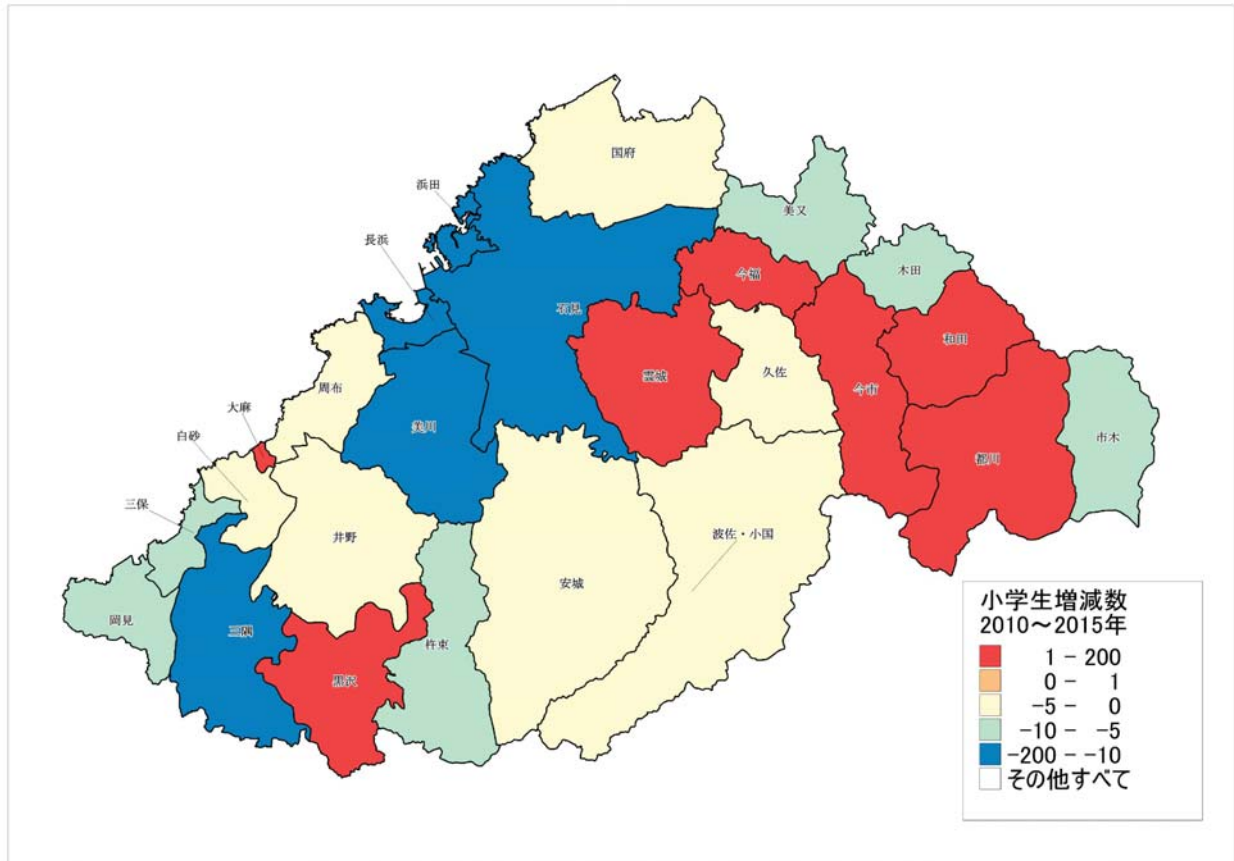 国府
浜田
美又
長浜
木田
今福
石見
和田
雲城
久佐
周布
今市
大麻
美川
市木
白砂
都川
三保
井野
波佐・小国
安城
岡見
三隅
杵束
黒沢
小学生増減数
2010～2015年
1 - 200
0 - 1
-5 - 0
-10 - -5
-200 - -10
その他すべて